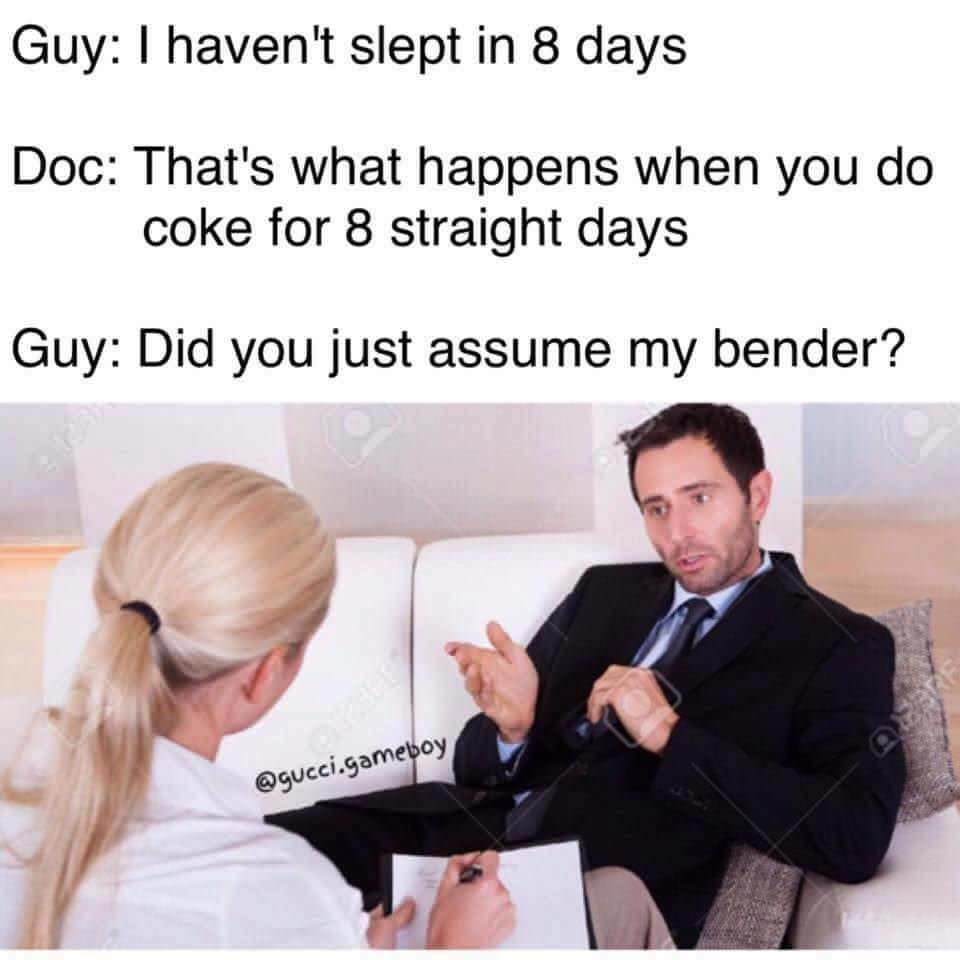 Guy: I haven't slept in 8 days
Doc: That's what happens when you do
coke for 8 straight days
Guy: Did you just assume my bender?
@gucci.gameboy